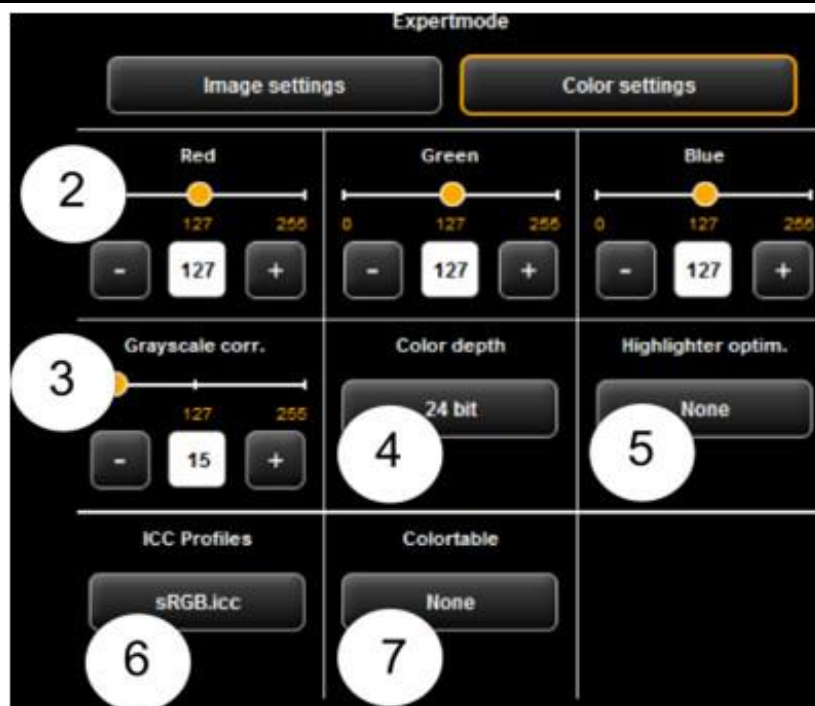 Expertmode
Image settings Color settings
Red Green Blue
2
127 255 0 127 255 0 127 255
- 127 + - 127 + - 127 +
Grayscale corr. Color depth Highlighter optim.
3
24 bit None
127 255
- 15 + 4 5
ICC Profiles Colortable
sRGB.icc None
6 7